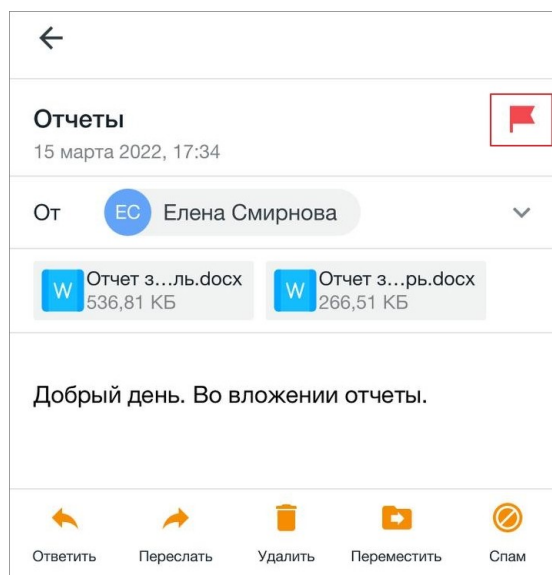 Отчеты
15 марта 2022, 17:34
От ЕС Елена Смирнова
W Отчет з...ль.docx W Отчет з...рь.docx
536,81 КБ 266,51 КБ
Добрый день. Во вложении отчеты.
Ответить Переслать Удалить Переместить Спам